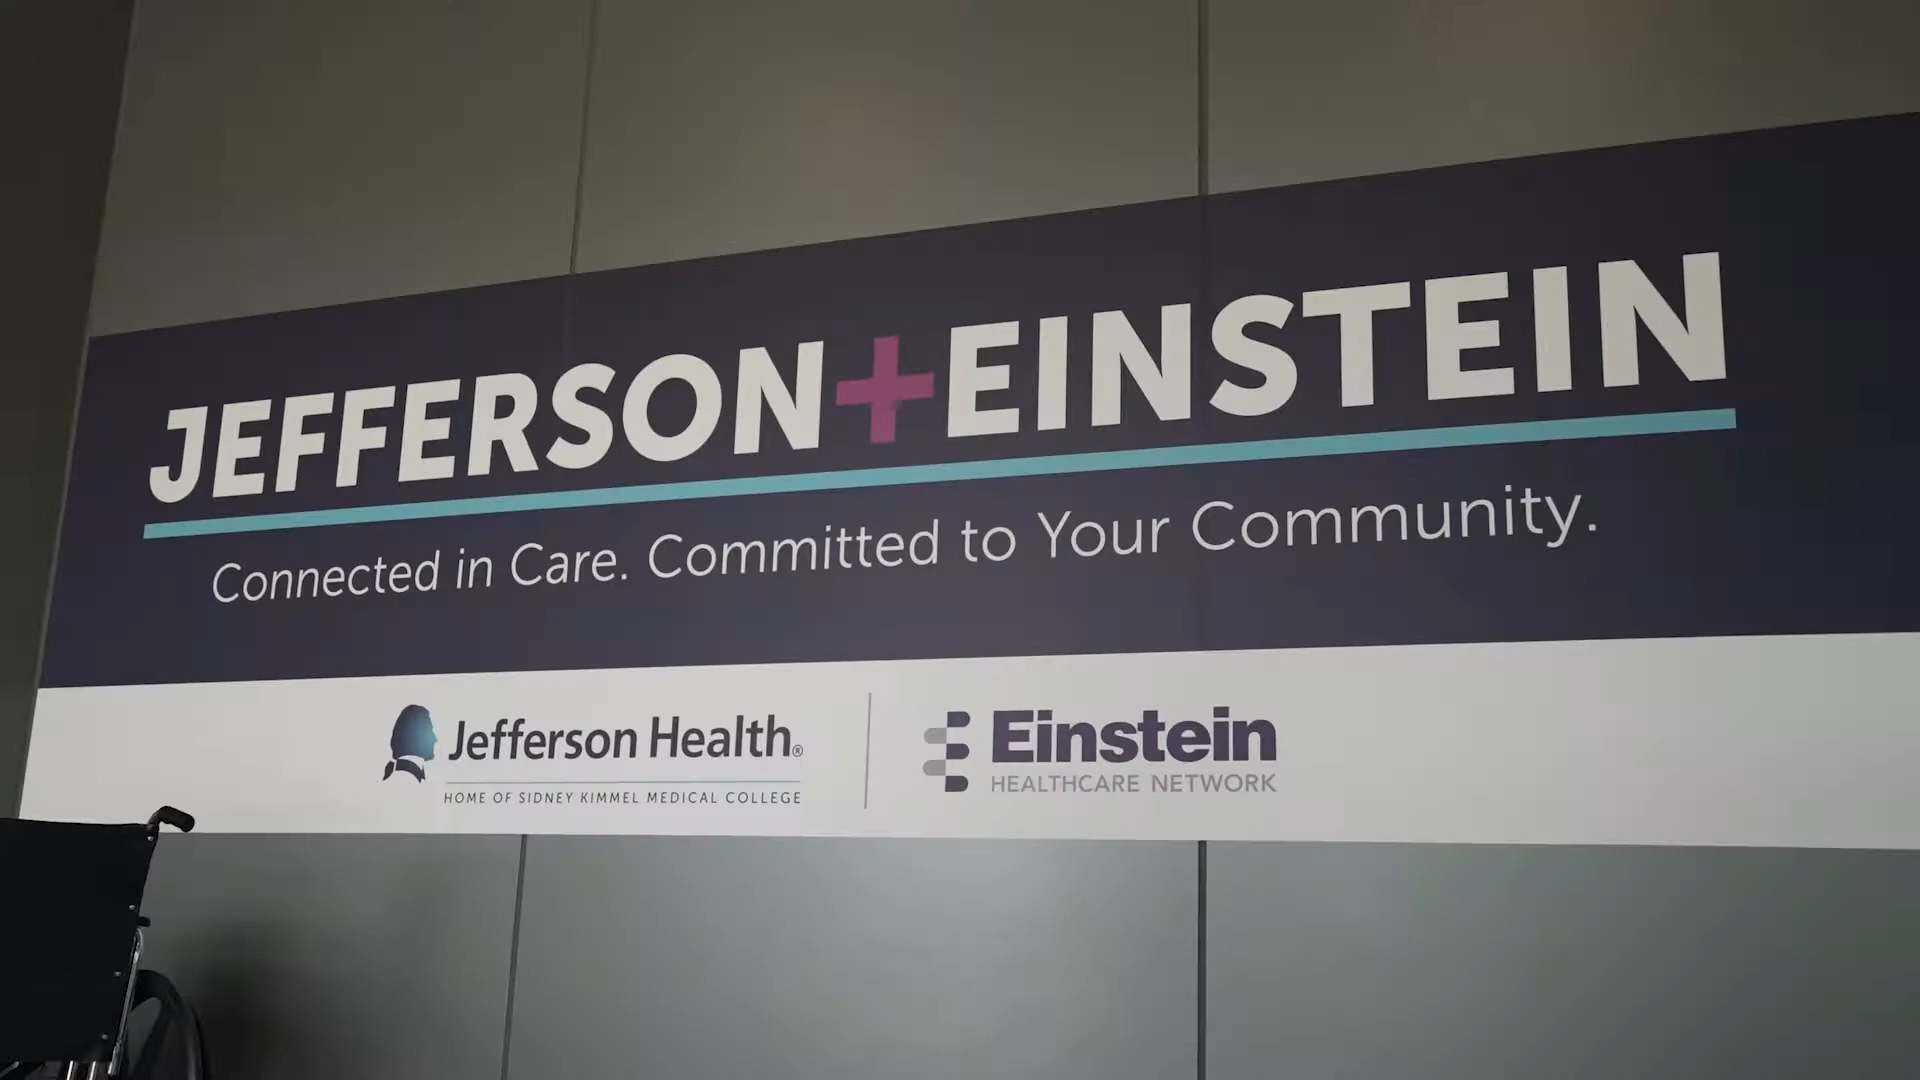 JEFFERSON+EINSTEIN
Connected in Care. Committed to Your Community.
Jefferson Health®
HOME OF SIDNEY KIMMEL MEDICAL COLLEGE
Einstein
HEALTHCARE NETWORK